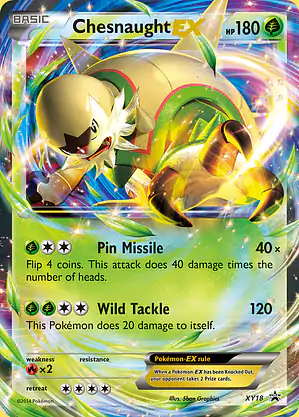 BASIC
Chesnaught EX HP 180
Pin Missile 40×
Flip 4 coins. This attack does 40 damage times
the number of heads.
Wild Tackle 120
This Pokémon does 20 damage to itself.
weakness resistance
×2
retreat
Pokémon-EX rule
When a Pokémon-EX has been Knocked Out,
your opponent takes 2 Prize cards.
©2014 Pokémon
Illus. 5ban Graphics
XY18